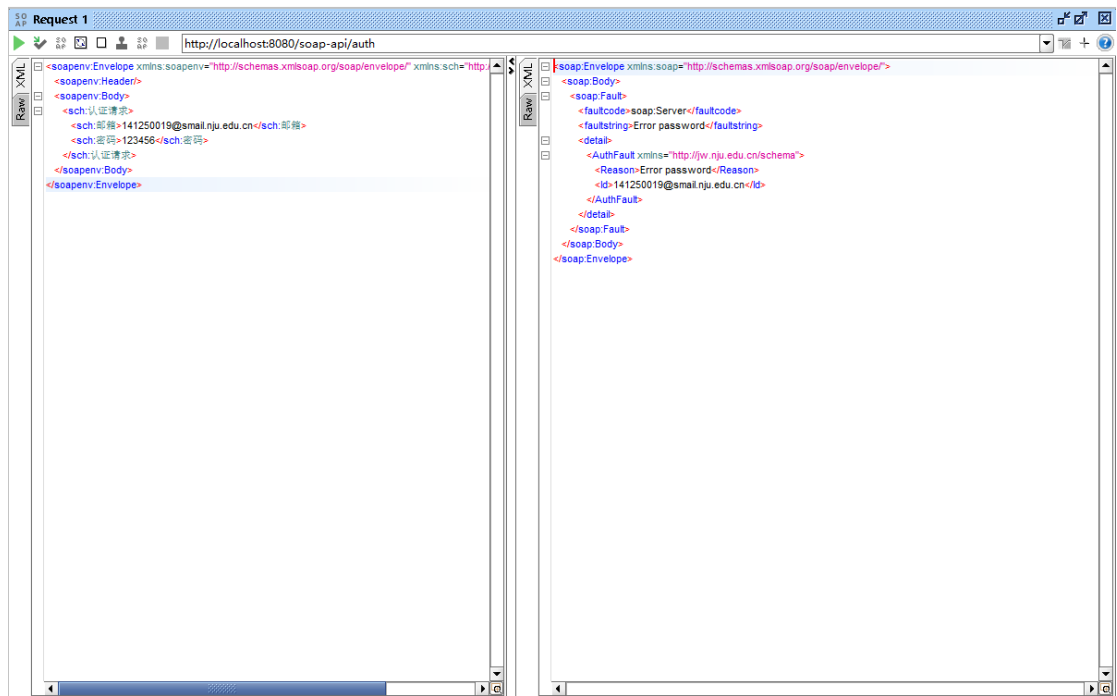 SO
AP Request 1
http://localhost:8080/soap-api/auth
XML
Raw
<soapenv:Envelope xmlns:soapenv="http://schemas.xmlsoap.org/soap/envelope/" xmlns:sch="http:/
<soapenv:Header/>
<soapenv:Body>
<sch:认证请求>
<sch:邮箱>141250019@smail.nju.edu.cn</sch:邮箱>
<sch:密码>123456</sch:密码>
</sch:认证请求>
</soapenv:Body>
</soapenv:Envelope>
XML
Raw
<soap:Envelope xmlns:soap="http://schemas.xmlsoap.org/soap/envelope/">
<soap:Body>
<soap:Fault>
<faultcode>soap:Server</faultcode>
<faultstring>Error password</faultstring>
<detail>
<AuthFault xmlns="http://jw.nju.edu.cn/schema">
<Reason>Error password</Reason>
<Id>141250019@smail.nju.edu.cn</Id>
</AuthFault>
</detail>
</soap:Fault>
</soap:Body>
</soap:Envelope>